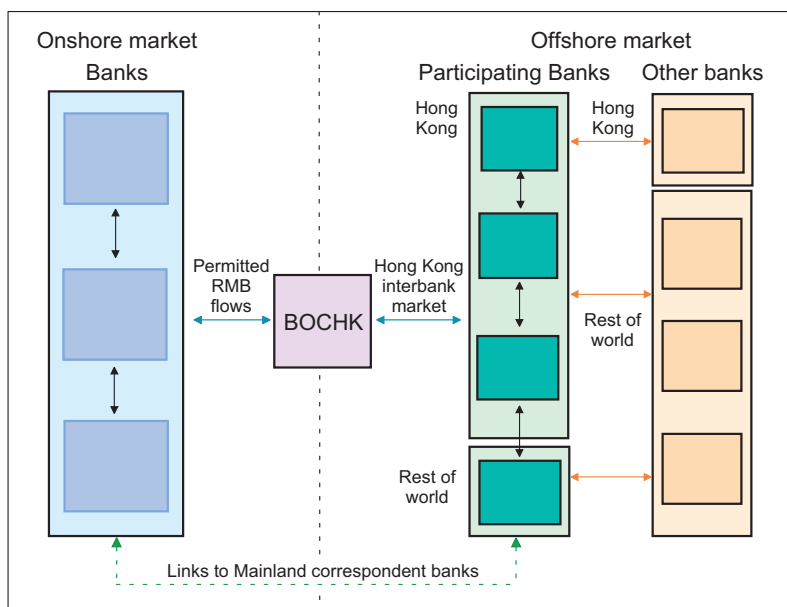 Onshore market
Banks
Offshore market
Participating Banks
Other banks
Hong
Kong
Hong
Kong
Permitted
RMB
flows
BOCHK
Hong Kong
interbank
market
Rest of
world
Rest of
world
Links to Mainland correspondent banks